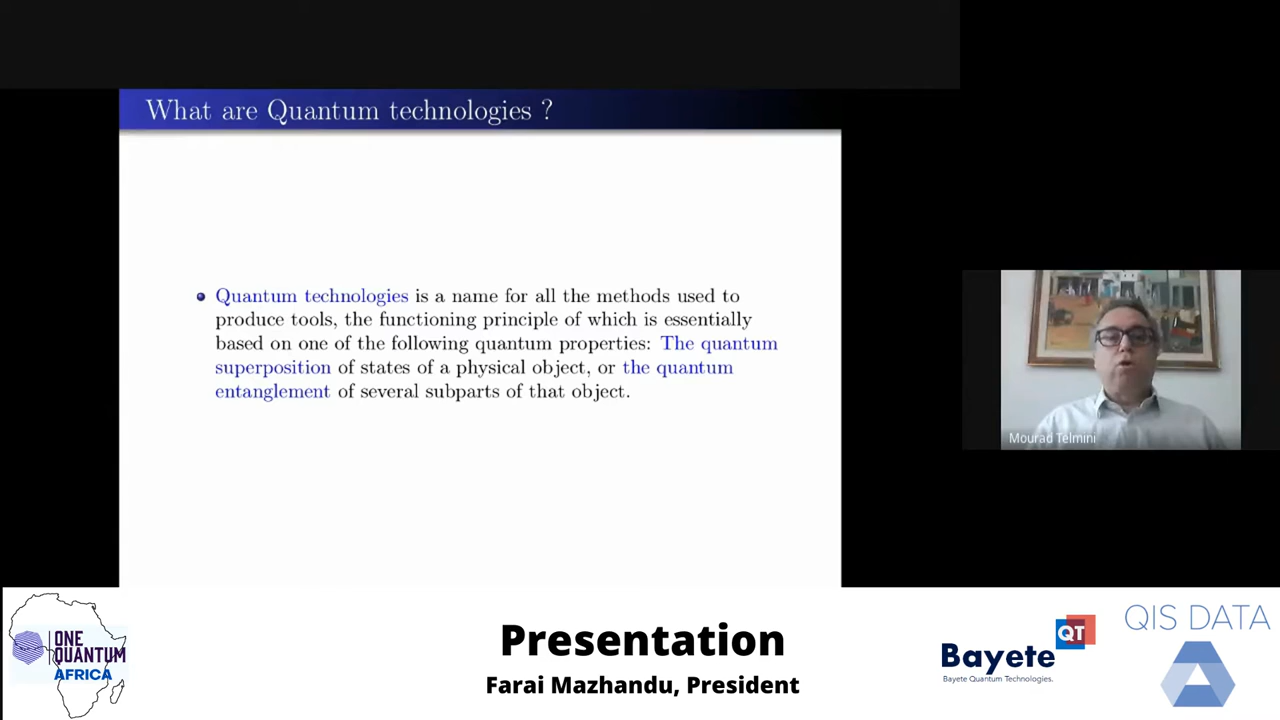 What are Quantum technologies ?
Quantum technologies is a name for all the methods used to
produce tools, the functioning principle of which is essentially
based on one of the following quantum properties: The quantum
superposition of states of a physical object, or the quantum
entanglement of several subparts of that object.
Mourad Telmini
ONE
QUANTUM
AFRICA
Presentation
Farai Mazhandu, President
Bayete
QT
Bayete Quantum Technologies.
QIS DATA